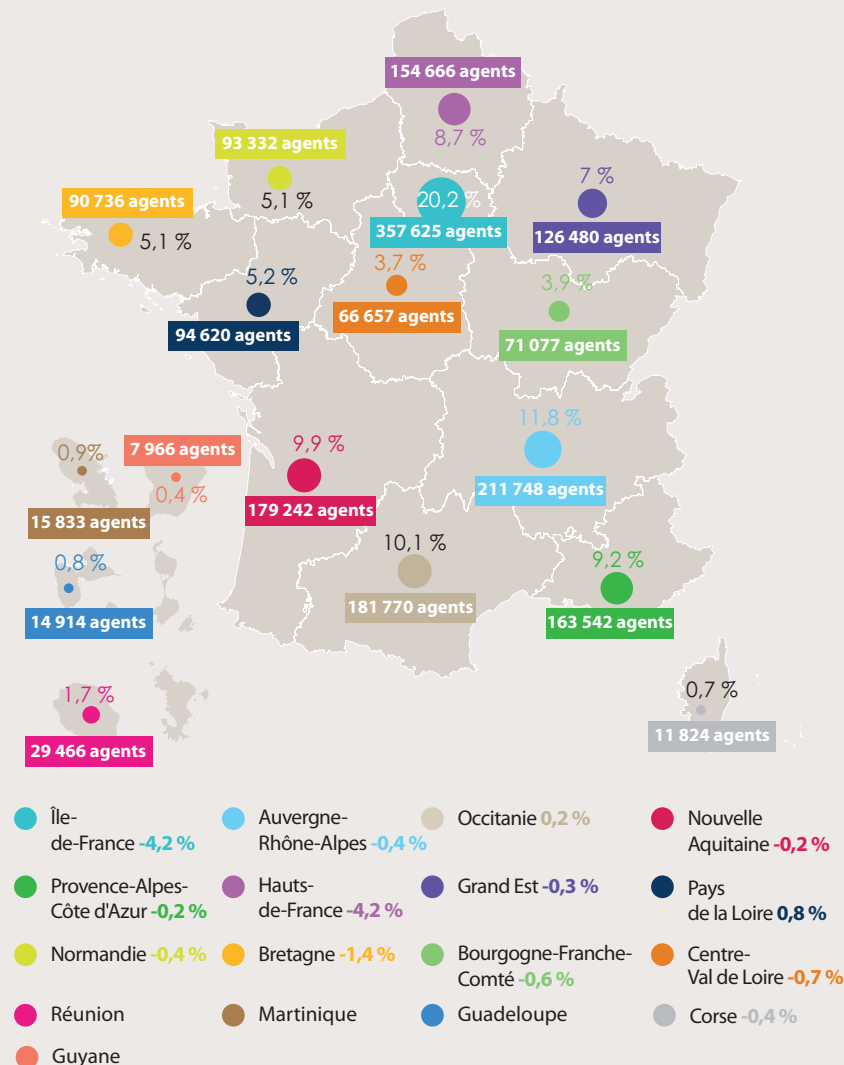 154 666 agents
8,7 %
93 332 agents
5,1 %
90 736 agents
5,1 %
20,2 %
357 625 agents
7 %
126 480 agents
5,2 %
94 620 agents
3,7 %
66 657 agents
3,9 %
71 077 agents
11,8 %
211 748 agents
9,9 %
179 242 agents
0,9%
15 833 agents
7 966 agents
0,4 %
0,8 %
14 914 agents
10,1 %
181 770 agents
9,2 %
163 542 agents
1,7 %
29 466 agents
0,7 %
11 824 agents
Île-
de-France -4,2 %
Auvergne-
Rhône-Alpes -0,4 %
Occitanie 0,2 %
Nouvelle
Aquitaine -0,2 %
Provence-Alpes-
Côte d'Azur -0,2 %
Hauts-
de-France -4,2 %
Grand Est -0,3 %
Pays
de la Loire 0,8 %
Normandie -0,4 %
Bretagne -1,4 %
Bourgogne-Franche-
Comté -0,6 %
Centre-
Val de Loire -0,7 %
Réunion
Martinique
Guadeloupe
Corse -0,4 %
Guyane